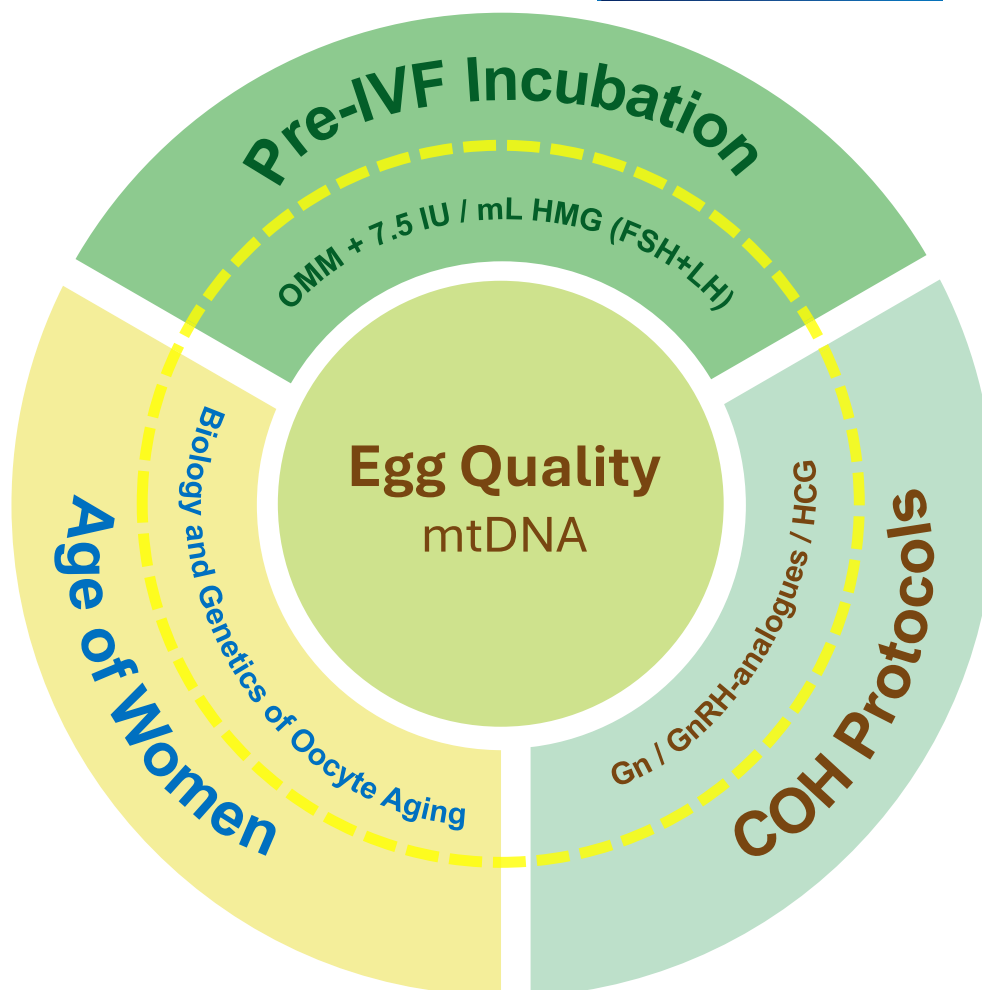 Pre-IVF Incubation
OMM + 7.5 IU / mL HMG (FSH+LH)
Egg Quality
mtDNA
Age of Women
Biology and Genetics of Oocyte Aging
COH Protocols
Gn / GnRH-analogues / HCG